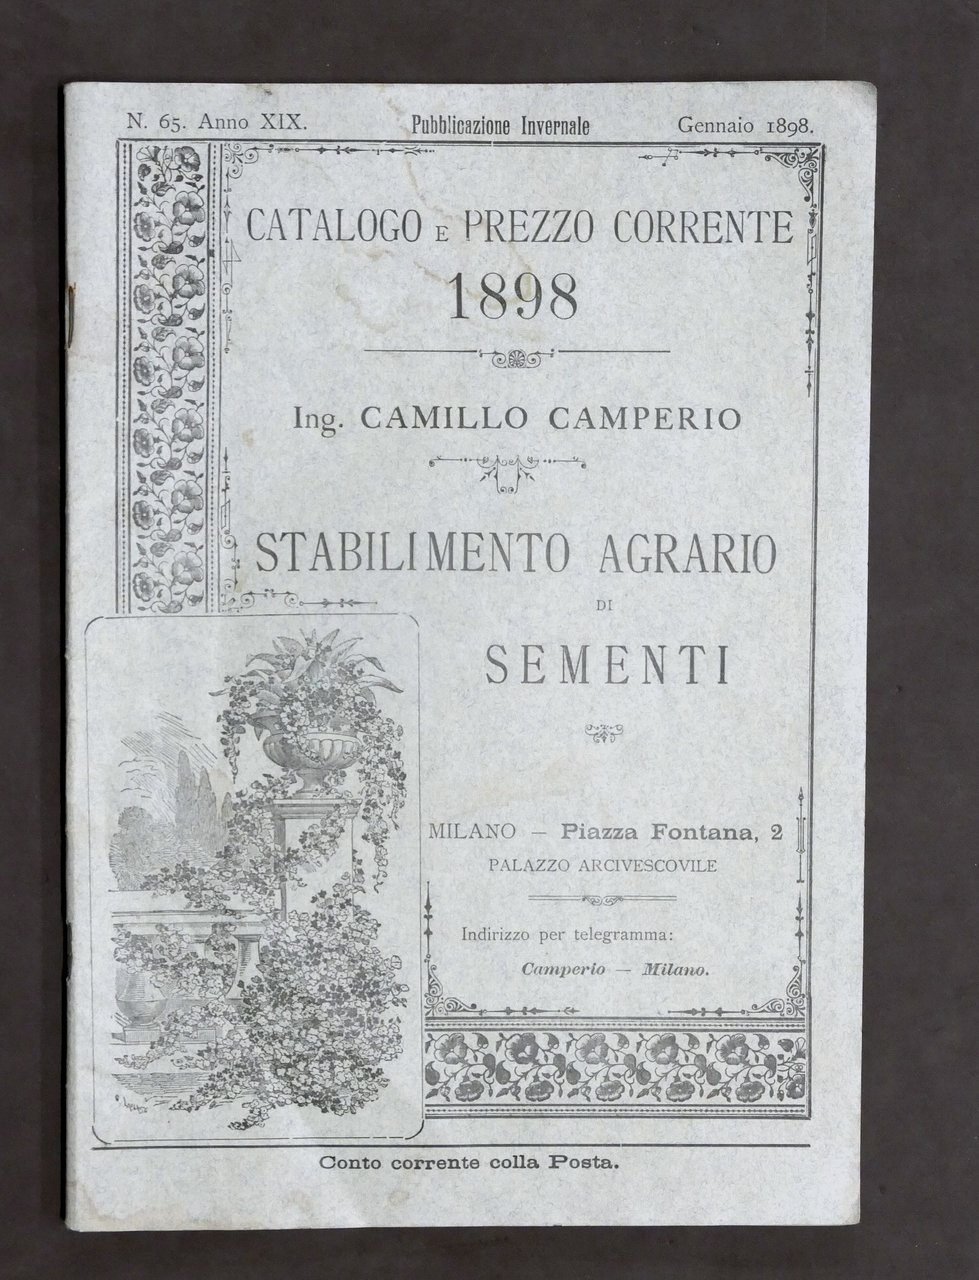 N. 65. Anno XIX.
Pubblicazione Invernale
Gennaio 1898.
CATALOGO E PREZZO CORRENTE
1898
Ing. CAMILLO CAMPERIO
STABILIMENTO AGRARIO
DI
SEMENTI
MILANO — Piazza Fontana, 2
PALAZZO ARCIVESCOVILE
Indirizzo per telegramma:
Camperio — Milano.
Conto corrente colla Posta.